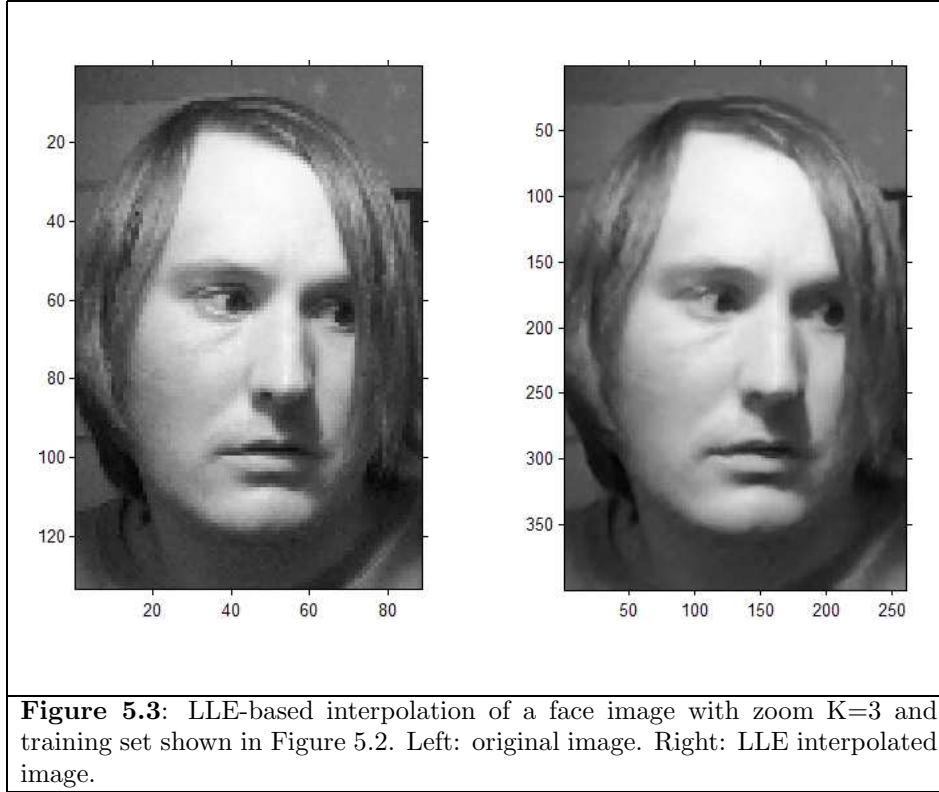 20
40
60
80
100
120
20 40 60 80
50
100
150
200
250
300
350
50 100 150 200 250
Figure 5.3: LLE-based interpolation of a face image with zoom K=3 and
training set shown in Figure 5.2. Left: original image. Right: LLE interpolated
image.